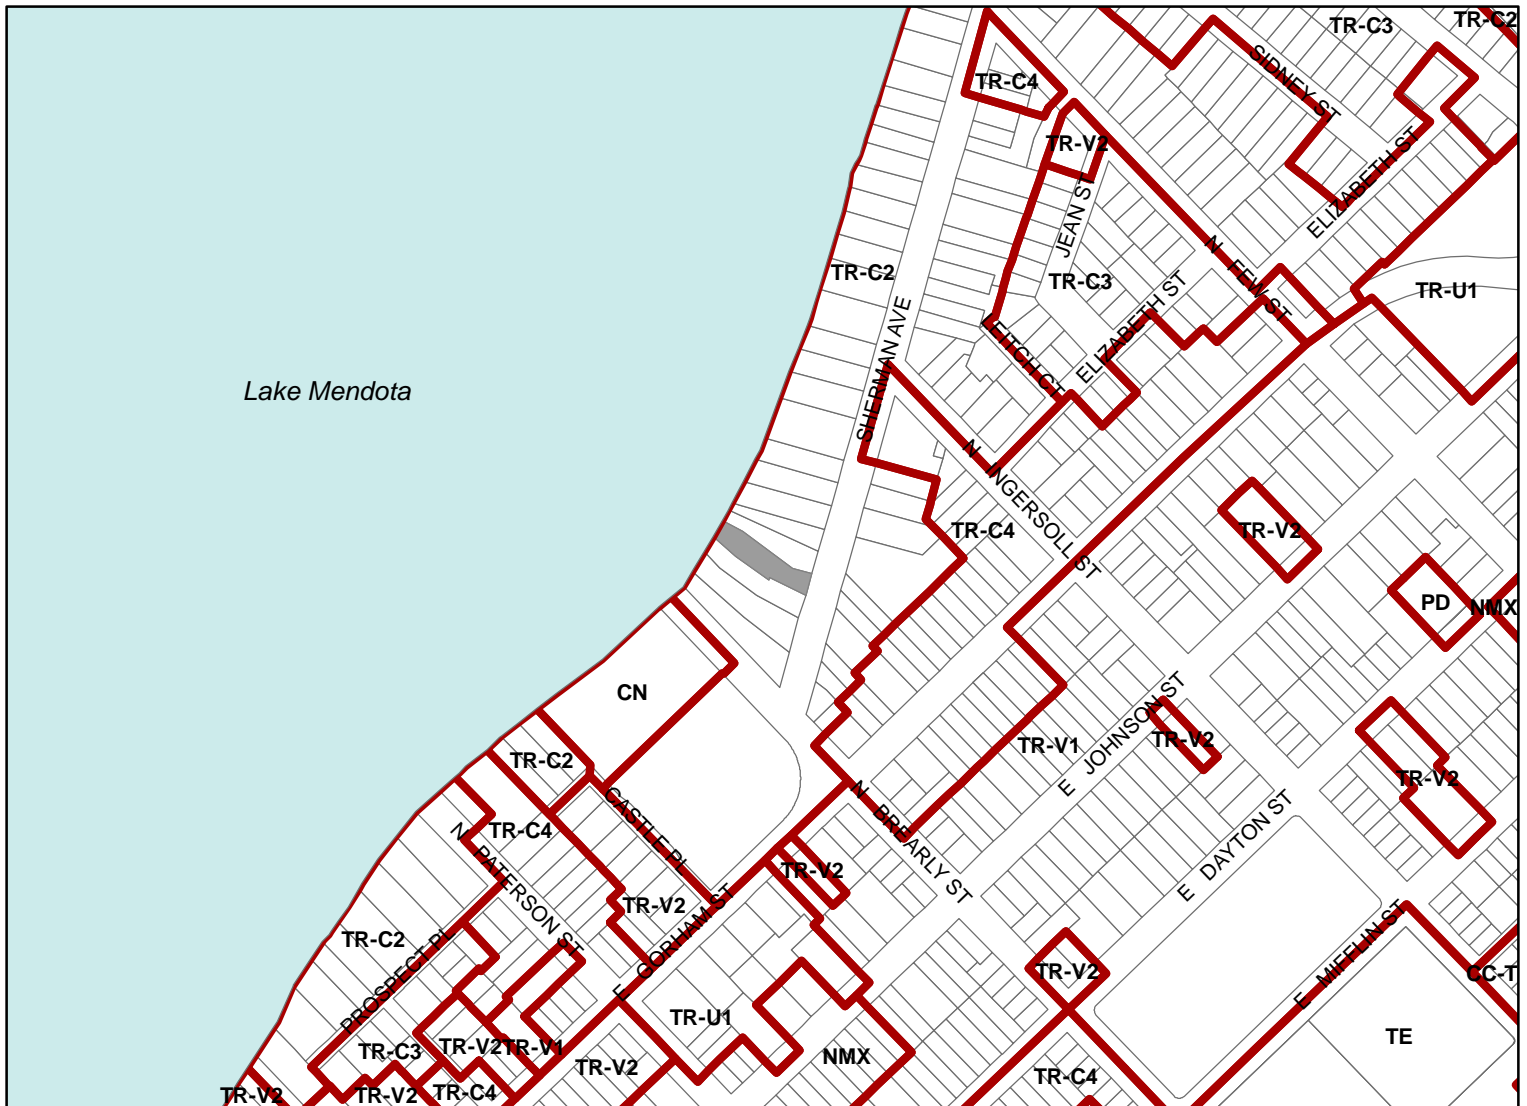 TR-C3
TR-C2
SIDNEY ST
TR-C4
TR-V2
ELIZABETH ST
JEAN ST
N FEW ST
TR-C2
TR-C3
TR-U1
ELIZABETH ST
SHERMAN AVE
LEITCH CT
Lake Mendota
N INGERSOLL ST
TR-C4
TR-V2
PD
NMX
CN
E JOHNSON ST
TR-V1
TR-V2
TR-C2
TR-V2
CASTLE PL
N BREARLY ST
E DAYTON ST
TR-C4
N PATERSON ST
TR-V2
TR-V2
E GORHAM ST
TR-C2
PROSPECT PL
E MIFFLIN ST
TR-V2
CC-T
TR-U1
TE
TR-C3
TR-V2
TR-V1
NMX
TR-V2
TR-C4
TR-V2
TR-V2
TR-C4